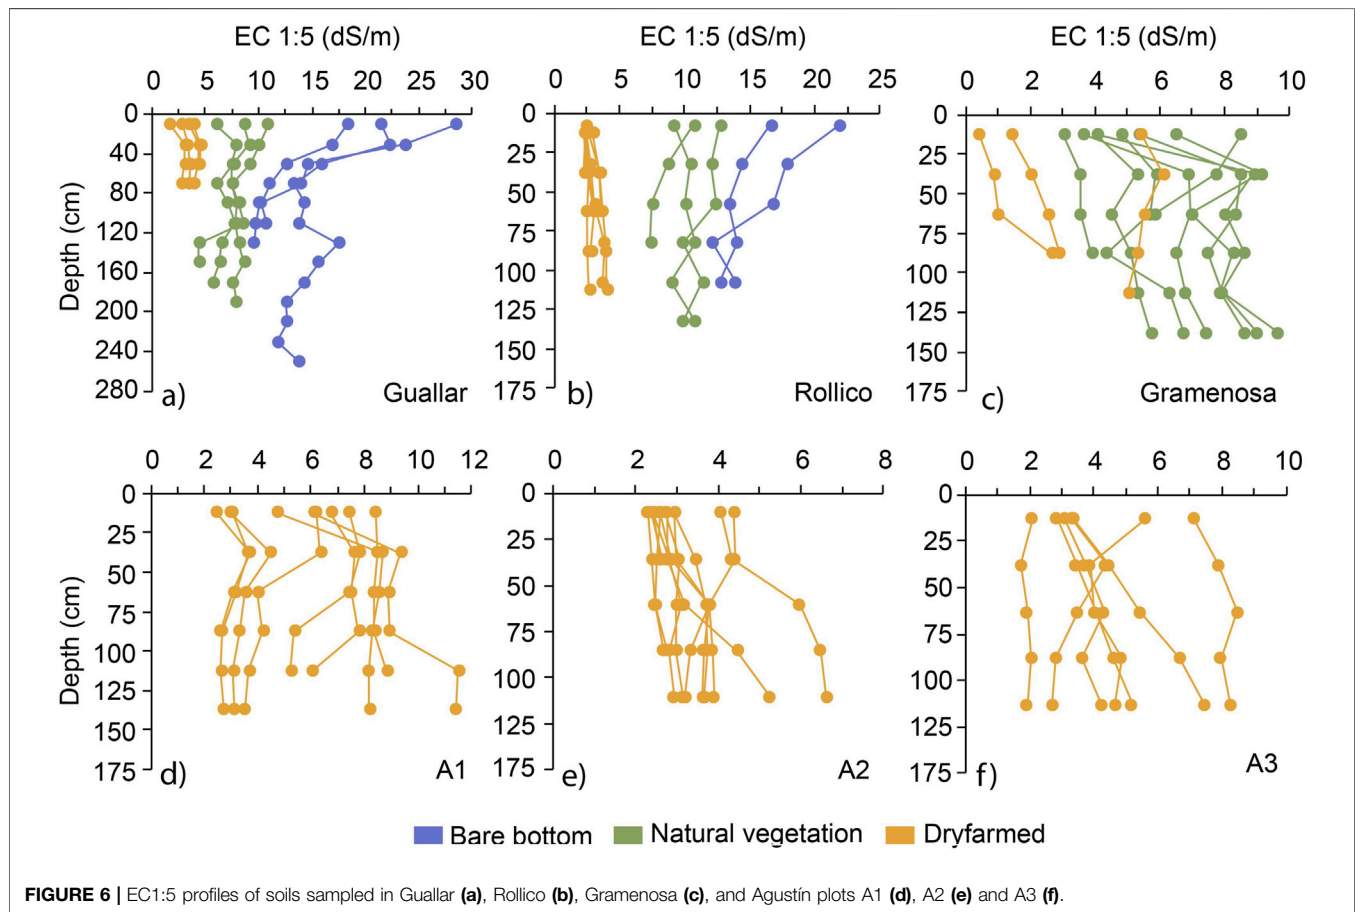 EC 1:5 (dS/m)
0 5 10 15 20 25 30
0
40
80
120
160
200
240
280
Depth (cm)
a)
Guallar
EC 1:5 (dS/m)
0 5 10 15 20 25
0
25
50
75
100
125
150
175
b)
Rollico
EC 1:5 (dS/m)
0 2 4 6 8 10
0
25
50
75
100
125
150
175
c)
Gramenosa
0 2 4 6 8 10 12
0
25
50
75
100
125
150
175
Depth (cm)
d)
A1
0 2 4 6 8
0
25
50
75
100
125
175
e)
A2
0 2 4 6 8 10
0
25
50
75
100
125
175
f)
A3
Bare bottom Natural vegetation Dryfarmed
FIGURE 6 | EC1:5 profiles of soils sampled in Guallar (a), Rollico (b), Gramenosa (c), and Agustín plots A1 (d), A2 (e) and A3 (f).